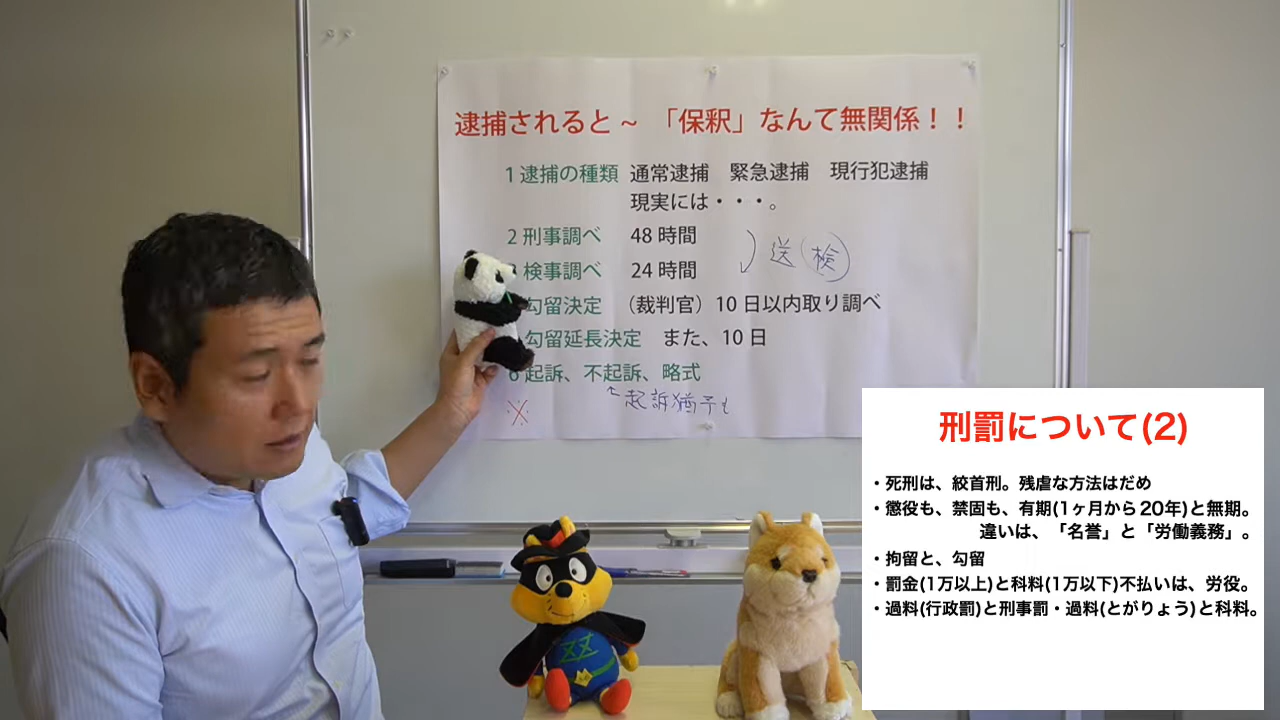 逮捕されると～「保釈」なんて無関係！！
1 逮捕の種類 通常逮捕 緊急逮捕 現行犯逮捕
現実には・・・。
2 刑事調べ 48 時間
検事調べ 24 時間
送(検)
勾留決定 （裁判官）10 日以内取り調べ
勾留延長決定 また、10 日
6 起訴、不起訴、略式
起訴猶予も
※
刑罰について(2)
・死刑は、絞首刑。残虐な方法はだめ
・懲役も、禁固も、有期(1ヶ月から20年)と無期。
違いは、「名誉」と「労働義務」。
・拘留と、勾留
・罰金(1万以上)と科料(1万以下)不払いは、労役。
・過料(行政罰)と刑事罰・過料(とがりょう)と科料。